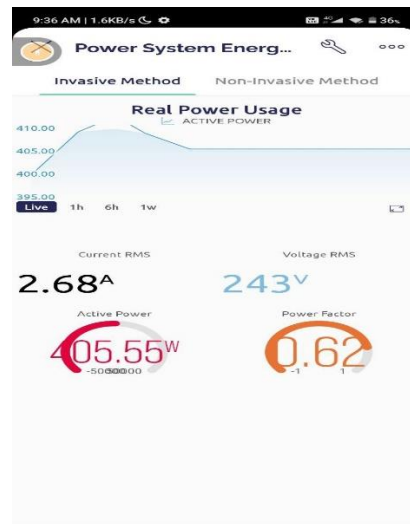 9:36 AM | 1.6KB/s
36%
Power System Energ...
Invasive Method Non-Invasive Method
Real Power Usage
ACTIVE POWER
410.00
405.00
400.00
395.00
Live 1h 6h 1w
Current RMS Voltage RMS
2.68A 243V
Active Power Power Factor
405.55W 0.62
-1 1